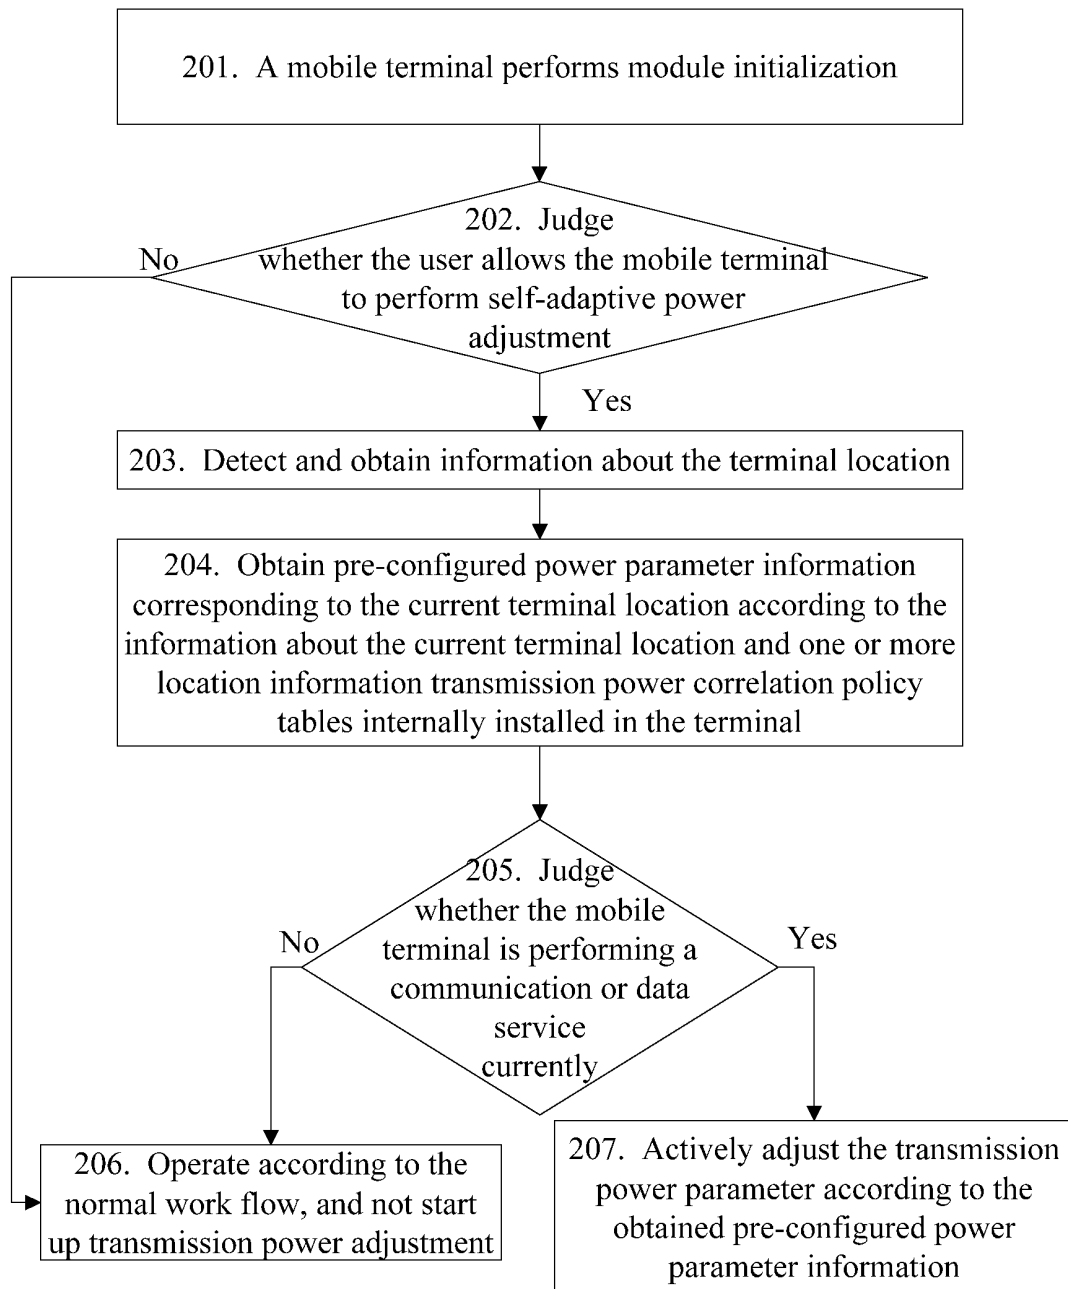 201. A mobile terminal performs module initialization
202. Judge
whether the user allows the mobile terminal
to perform self-adaptive power
adjustment
No
Yes
203. Detect and obtain information about the terminal location
204. Obtain pre-configured power parameter information
corresponding to the current terminal location according to the
information about the current terminal location and one or more
location information transmission power correlation policy
tables internally installed in the terminal
205. Judge
whether the mobile
terminal is performing a
communication or data
service
currently
No
Yes
206. Operate according to the
normal work flow, and not start
up transmission power adjustment
207. Actively adjust the transmission
power parameter according to the
obtained pre-configured power
parameter information